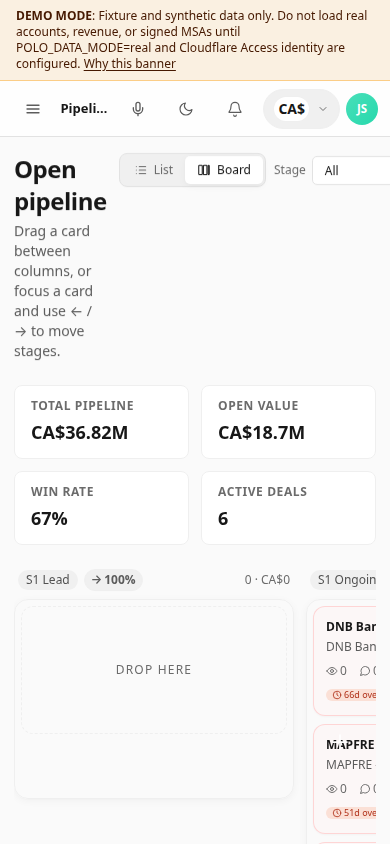 DEMO MODE: Fixture and synthetic data only. Do not load real
accounts, revenue, or signed MSAs until
POLO_DATA_MODE=real and Cloudflare Access identity are
configured. Why this banner
Pipeli...
CA$
JS
Open
pipeline
List
Board
Stage
All
Drag a card
between
columns, or
focus a card
and use ← /
→ to move
stages.
TOTAL PIPELINE
CA$36.82M
OPEN VALUE
CA$18.7M
WIN RATE
67%
ACTIVE DEALS
6
S1 Lead
→ 100%
0 · CA$0
S1 Ongoin
DROP HERE
DNB Ban
DNB Ban
0
0
66d ove
MAPFRE
MAPFRE
0
0
51d ove